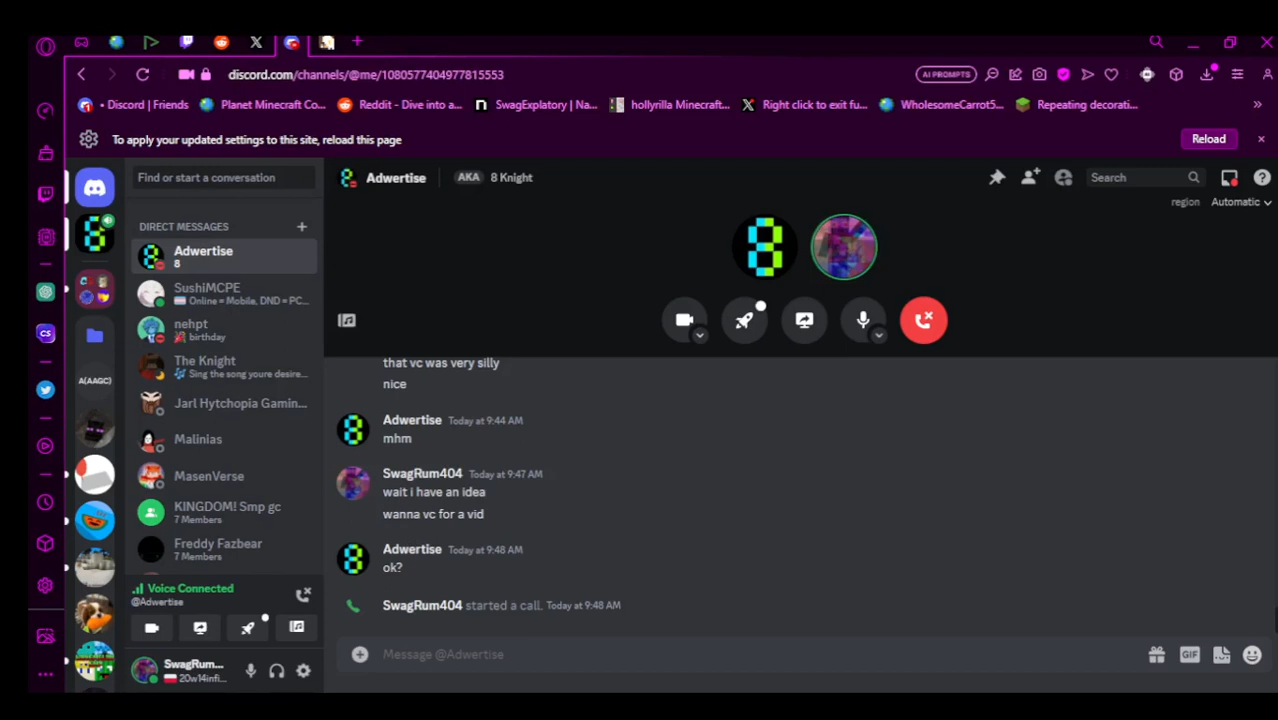 discord.com/channels/@me/1080577404977815553
AI PROMPTS
• Discord | Friends
Planet Minecraft Co...
Reddit - Dive into a...
SwagExplatory | Na...
hollyrilla Minecraft...
Right click to exit fu...
WholesomeCarrot5...
Repeating decorati...
To apply your updated settings to this site, reload this page
Reload
Find or start a conversation
Adwertise
AKA 8 Knight
Search
region Automatic
DIRECT MESSAGES
Adwertise
8
SushiMCPE
Online = Mobile, DND = PC...
nehpt
birthday
The Knight
Sing the song youre desire...
Jarl Hytchopia Gamin...
Malinias
MasenVerse
KINGDOM! Smp gc
7 Members
Freddy Fazbear
7 Members
A(AAGC)
CS
Voice Connected
@Adwertise
SwagRum...
20w14infi...
that vc was very silly
nice
Adwertise Today at 9:44 AM
mhm
SwagRum404 Today at 9:47 AM
wait i have an idea
wanna vc for a vid
Adwertise Today at 9:48 AM
ok?
SwagRum404 started a call. Today at 9:48 AM
Message @Adwertise
GIF